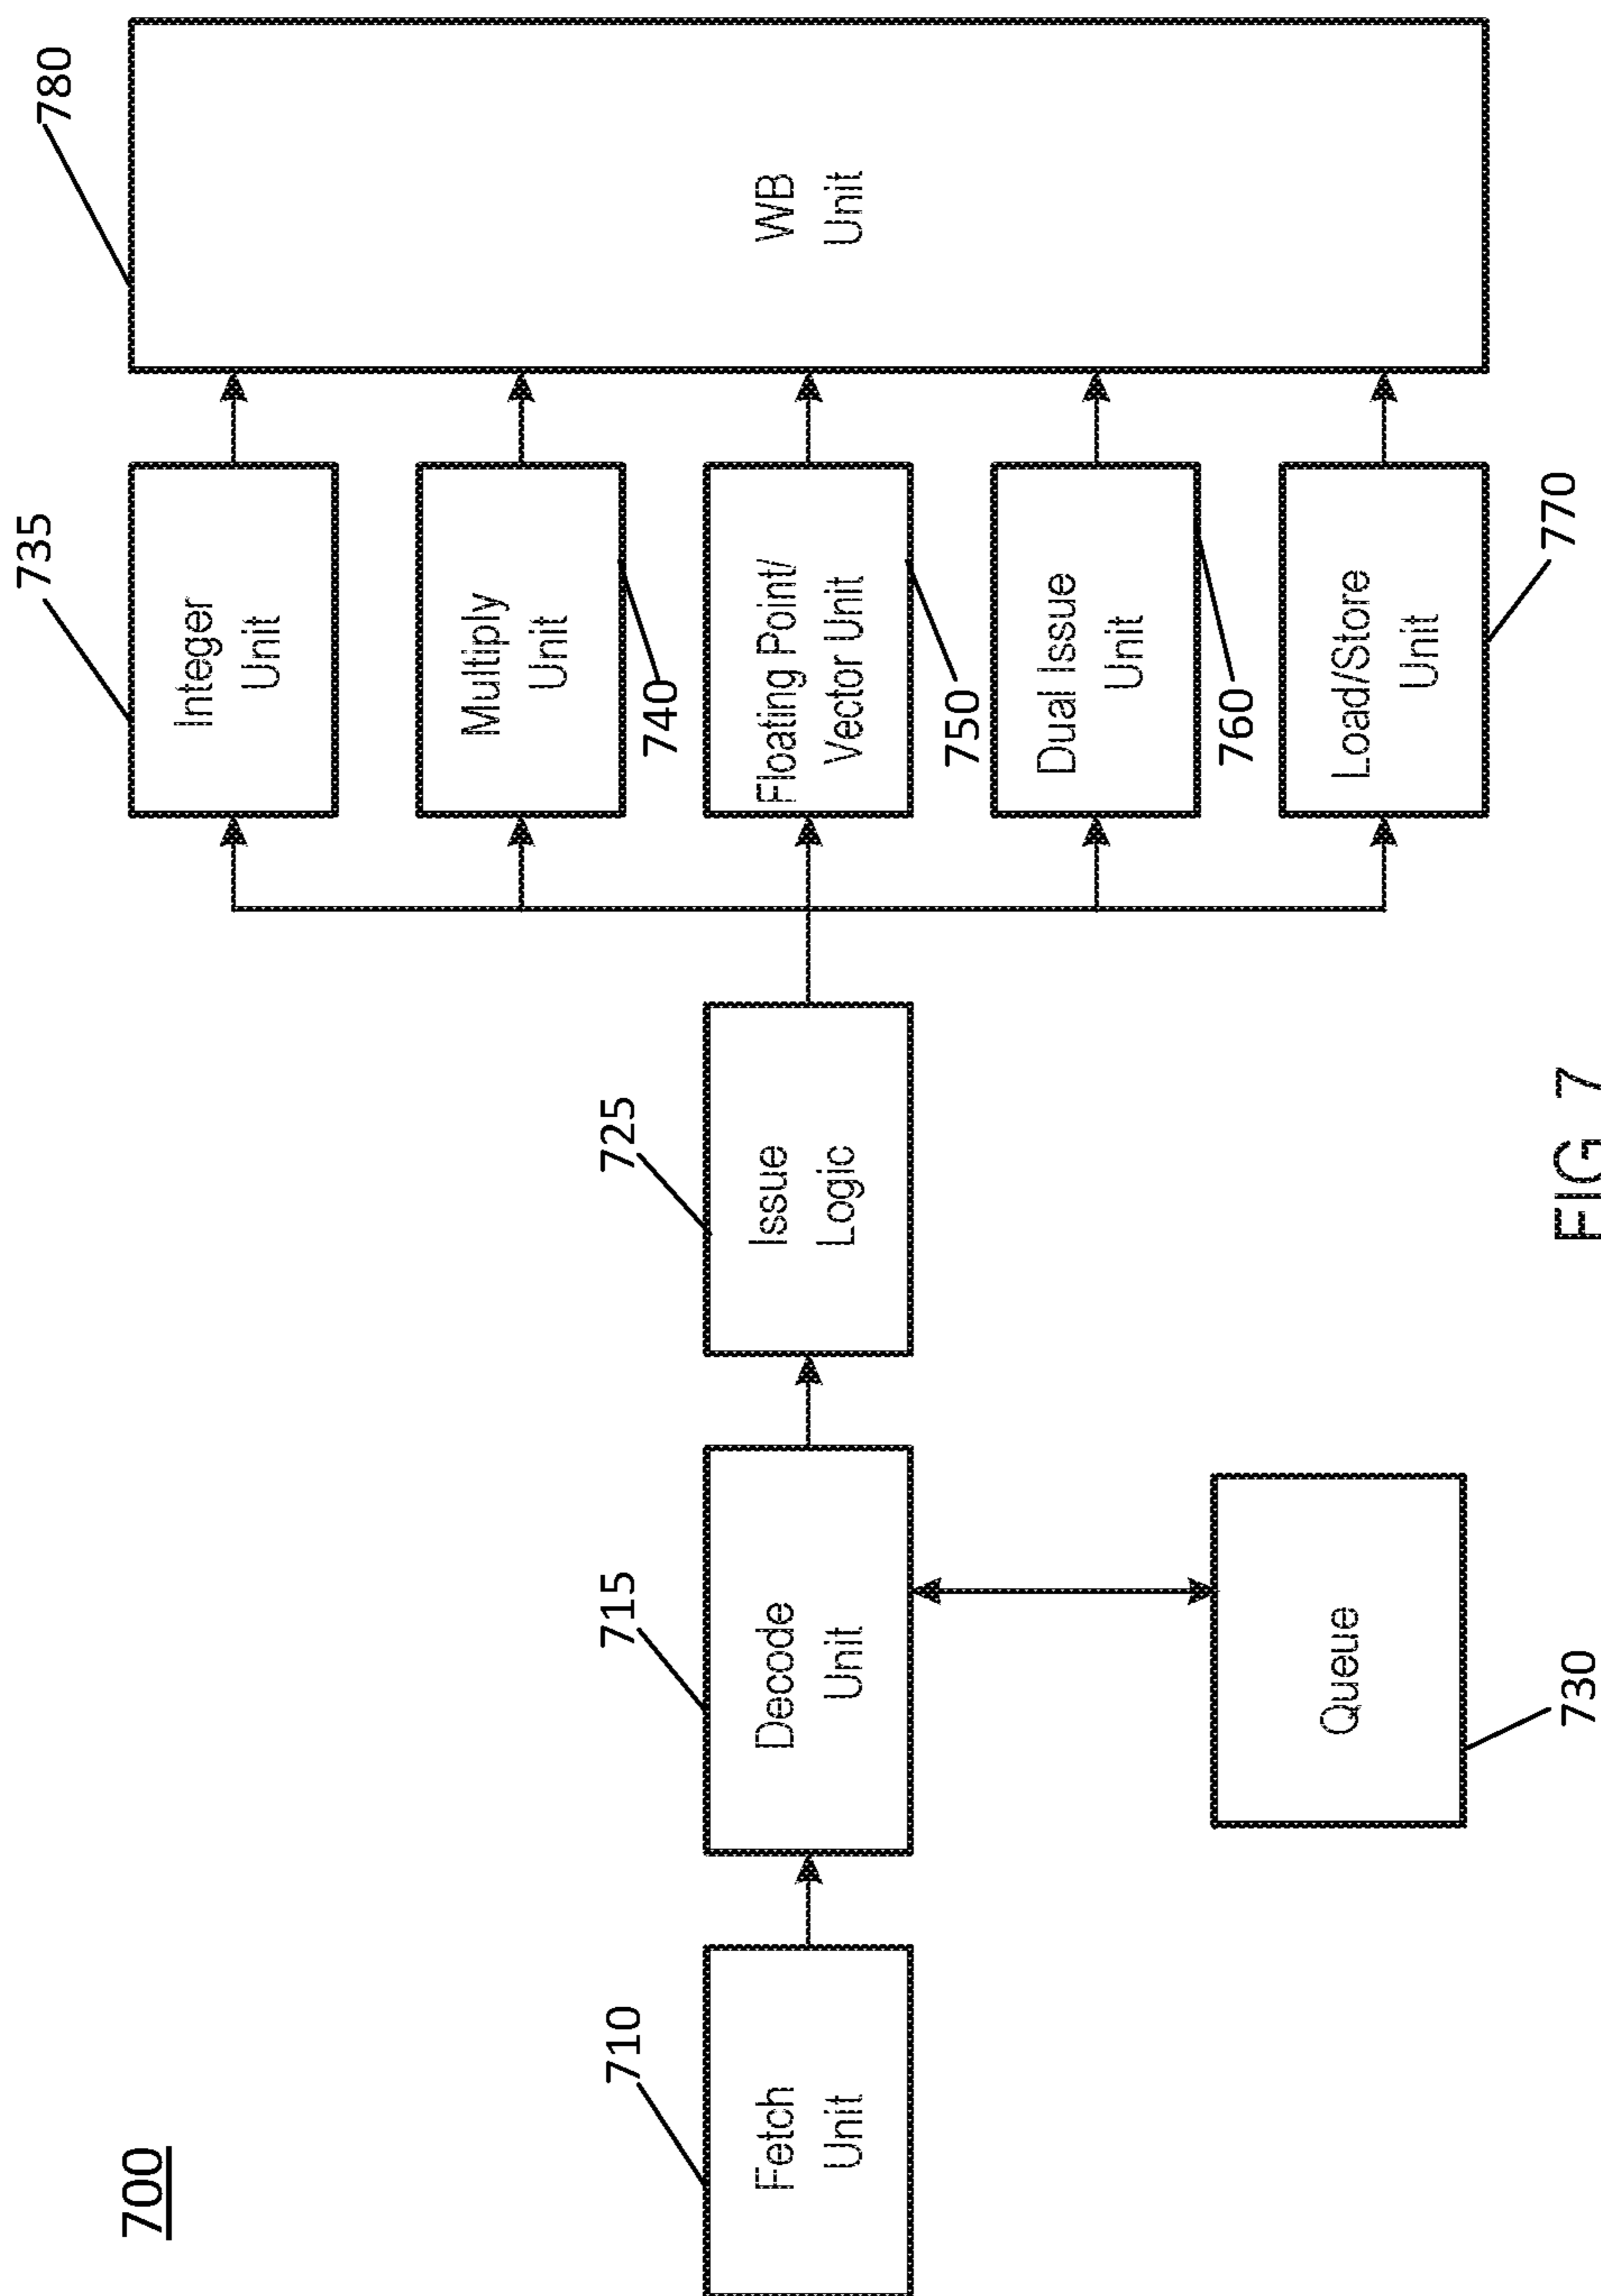 700
710
Fetch
Unit
715
Decode
Unit
730
Queue
725
Issue
Logic
735
Integer
Unit
Multiply
Unit
740
Floating Point/
Vector Unit
750
Dual Issue
Unit
760
Load/Store
Unit
770
780
WB
Unit
FIG 7